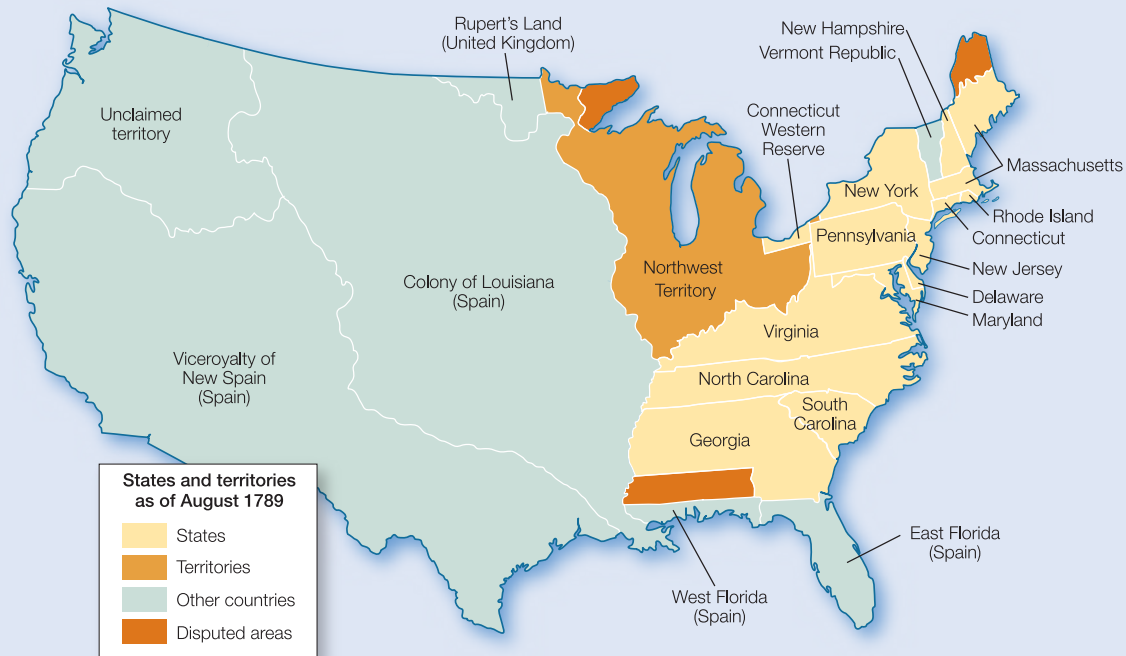 Rupert's Land
(United Kingdom)
New Hampshire
Vermont Republic
Unclaimed
territory
Connecticut
Western
Reserve
Massachusetts
New York
Rhode Island
Connecticut
Pennsylvania
New Jersey
Northwest
Territory
Colony of Louisiana
(Spain)
Delaware
Maryland
Virginia
Viceroyalty of
New Spain
(Spain)
North Carolina
South
Carolina
Georgia
States and territories
as of August 1789
States
Territories
Other countries
Disputed areas
East Florida
(Spain)
West Florida
(Spain)